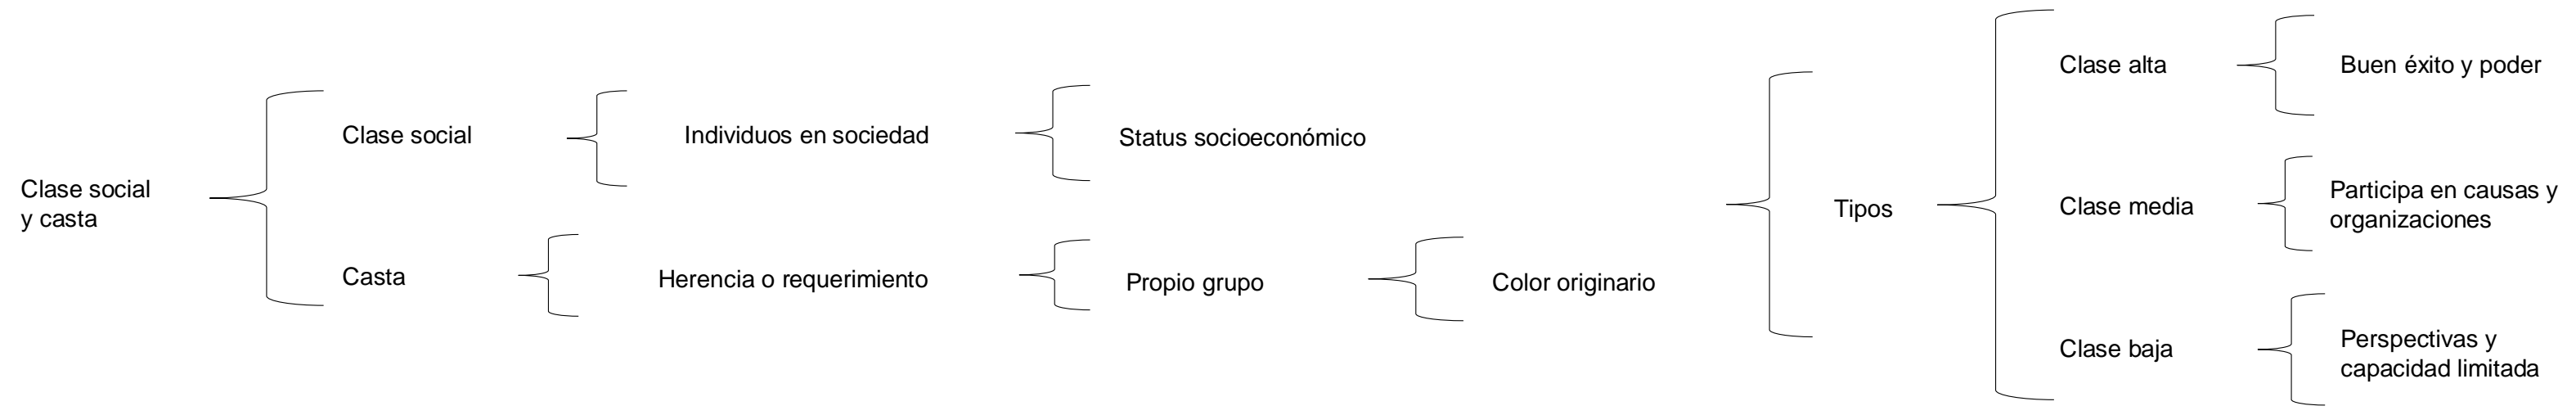 Clase social
y casta
Clase social
Individuos en sociedad
Status socioeconómico
Casta
Herencia o requerimiento
Propio grupo
Color originario
Tipos
Clase alta
Buen éxito y poder
Clase media
Participa en causas y
organizaciones
Clase baja
Perspectivas y
capacidad limitada